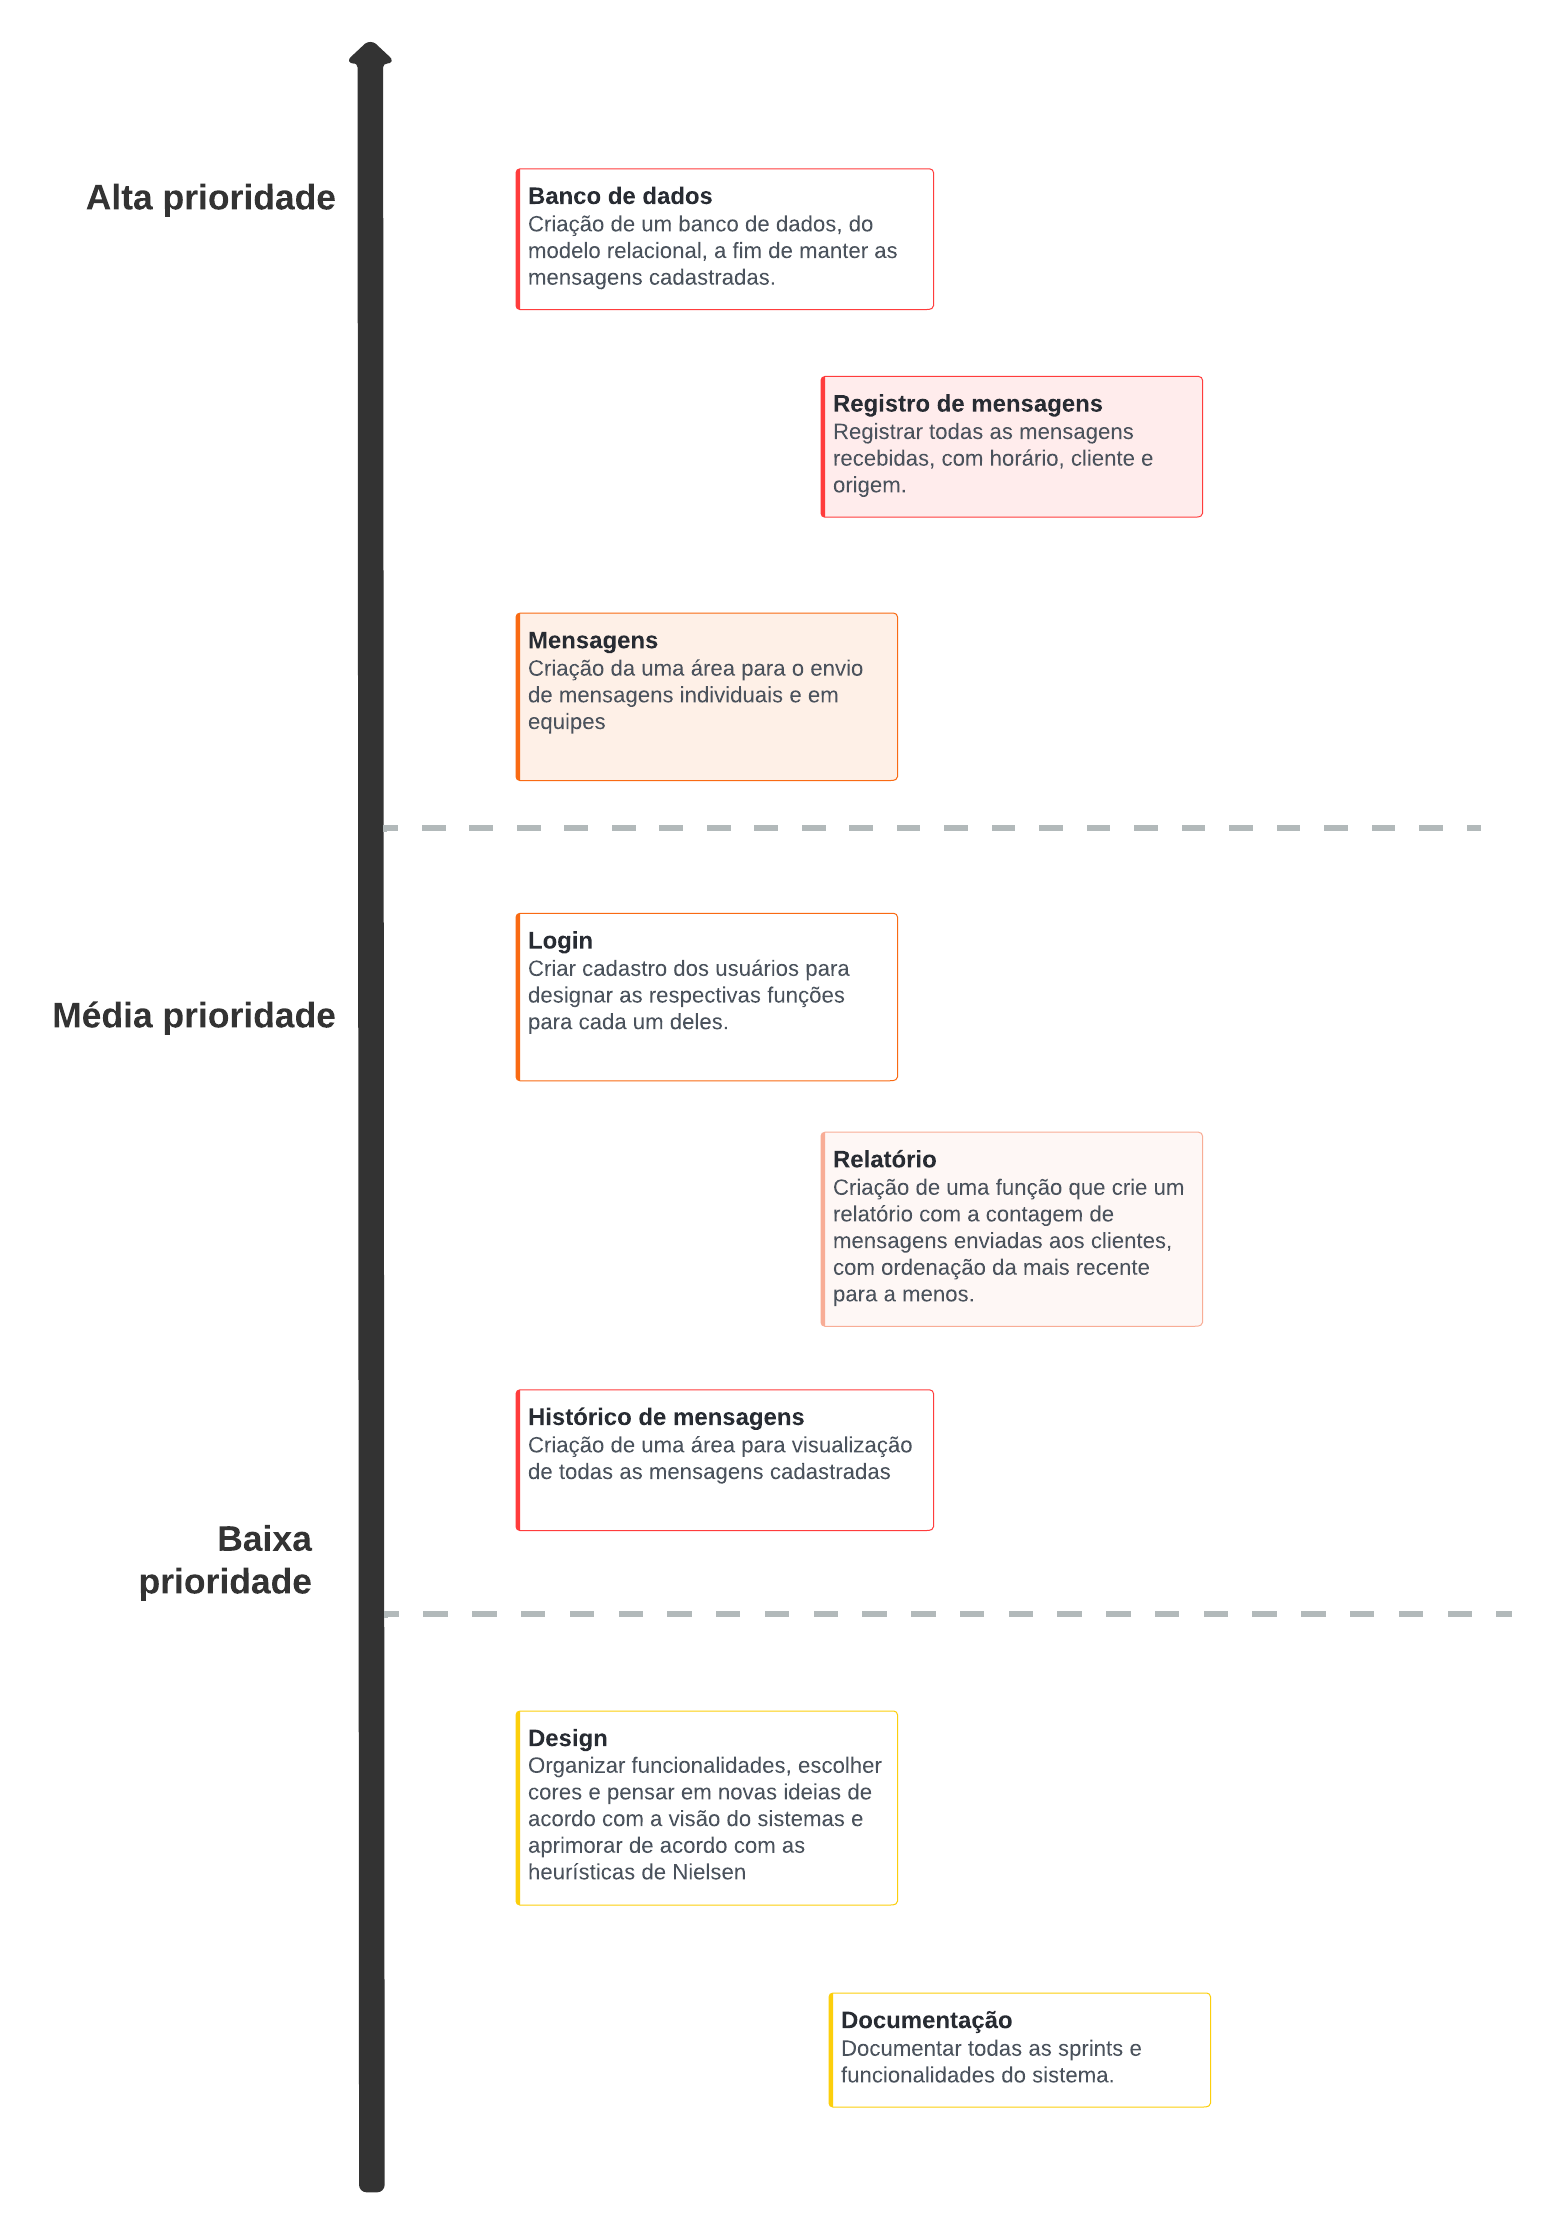 Alta prioridade
Banco de dados
Criação de um banco de dados, do
modelo relacional, a fim de manter as
mensagens cadastradas.
Registro de mensagens
Registrar todas as mensagens
recebidas, com horário, cliente e
origem.
Mensagens
Criação da uma área para o envio
de mensagens individuais e em
equipes
Média prioridade
Login
Criar cadastro dos usuários para
designar as respectivas funções
para cada um deles.
Relatório
Criação de uma função que crie um
relatório com a contagem de
mensagens enviadas aos clientes,
com ordenação da mais recente
para a menos.
Histórico de mensagens
Criação de uma área para visualização
de todas as mensagens cadastradas
Baixa
prioridade
Design
Organizar funcionalidades, escolher
cores e pensar em novas ideias de
acordo com a visão do sistemas e
aprimorar de acordo com as
heurísticas de Nielsen
Documentação
Documentar todas as sprints e
funcionalidades do sistema.